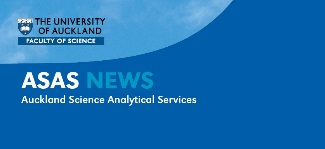 THE UNIVERSITY
OF AUCKLAND
FACULTY OF SCIENCE
ASAS NEWS
Auckland Science Analytical Services